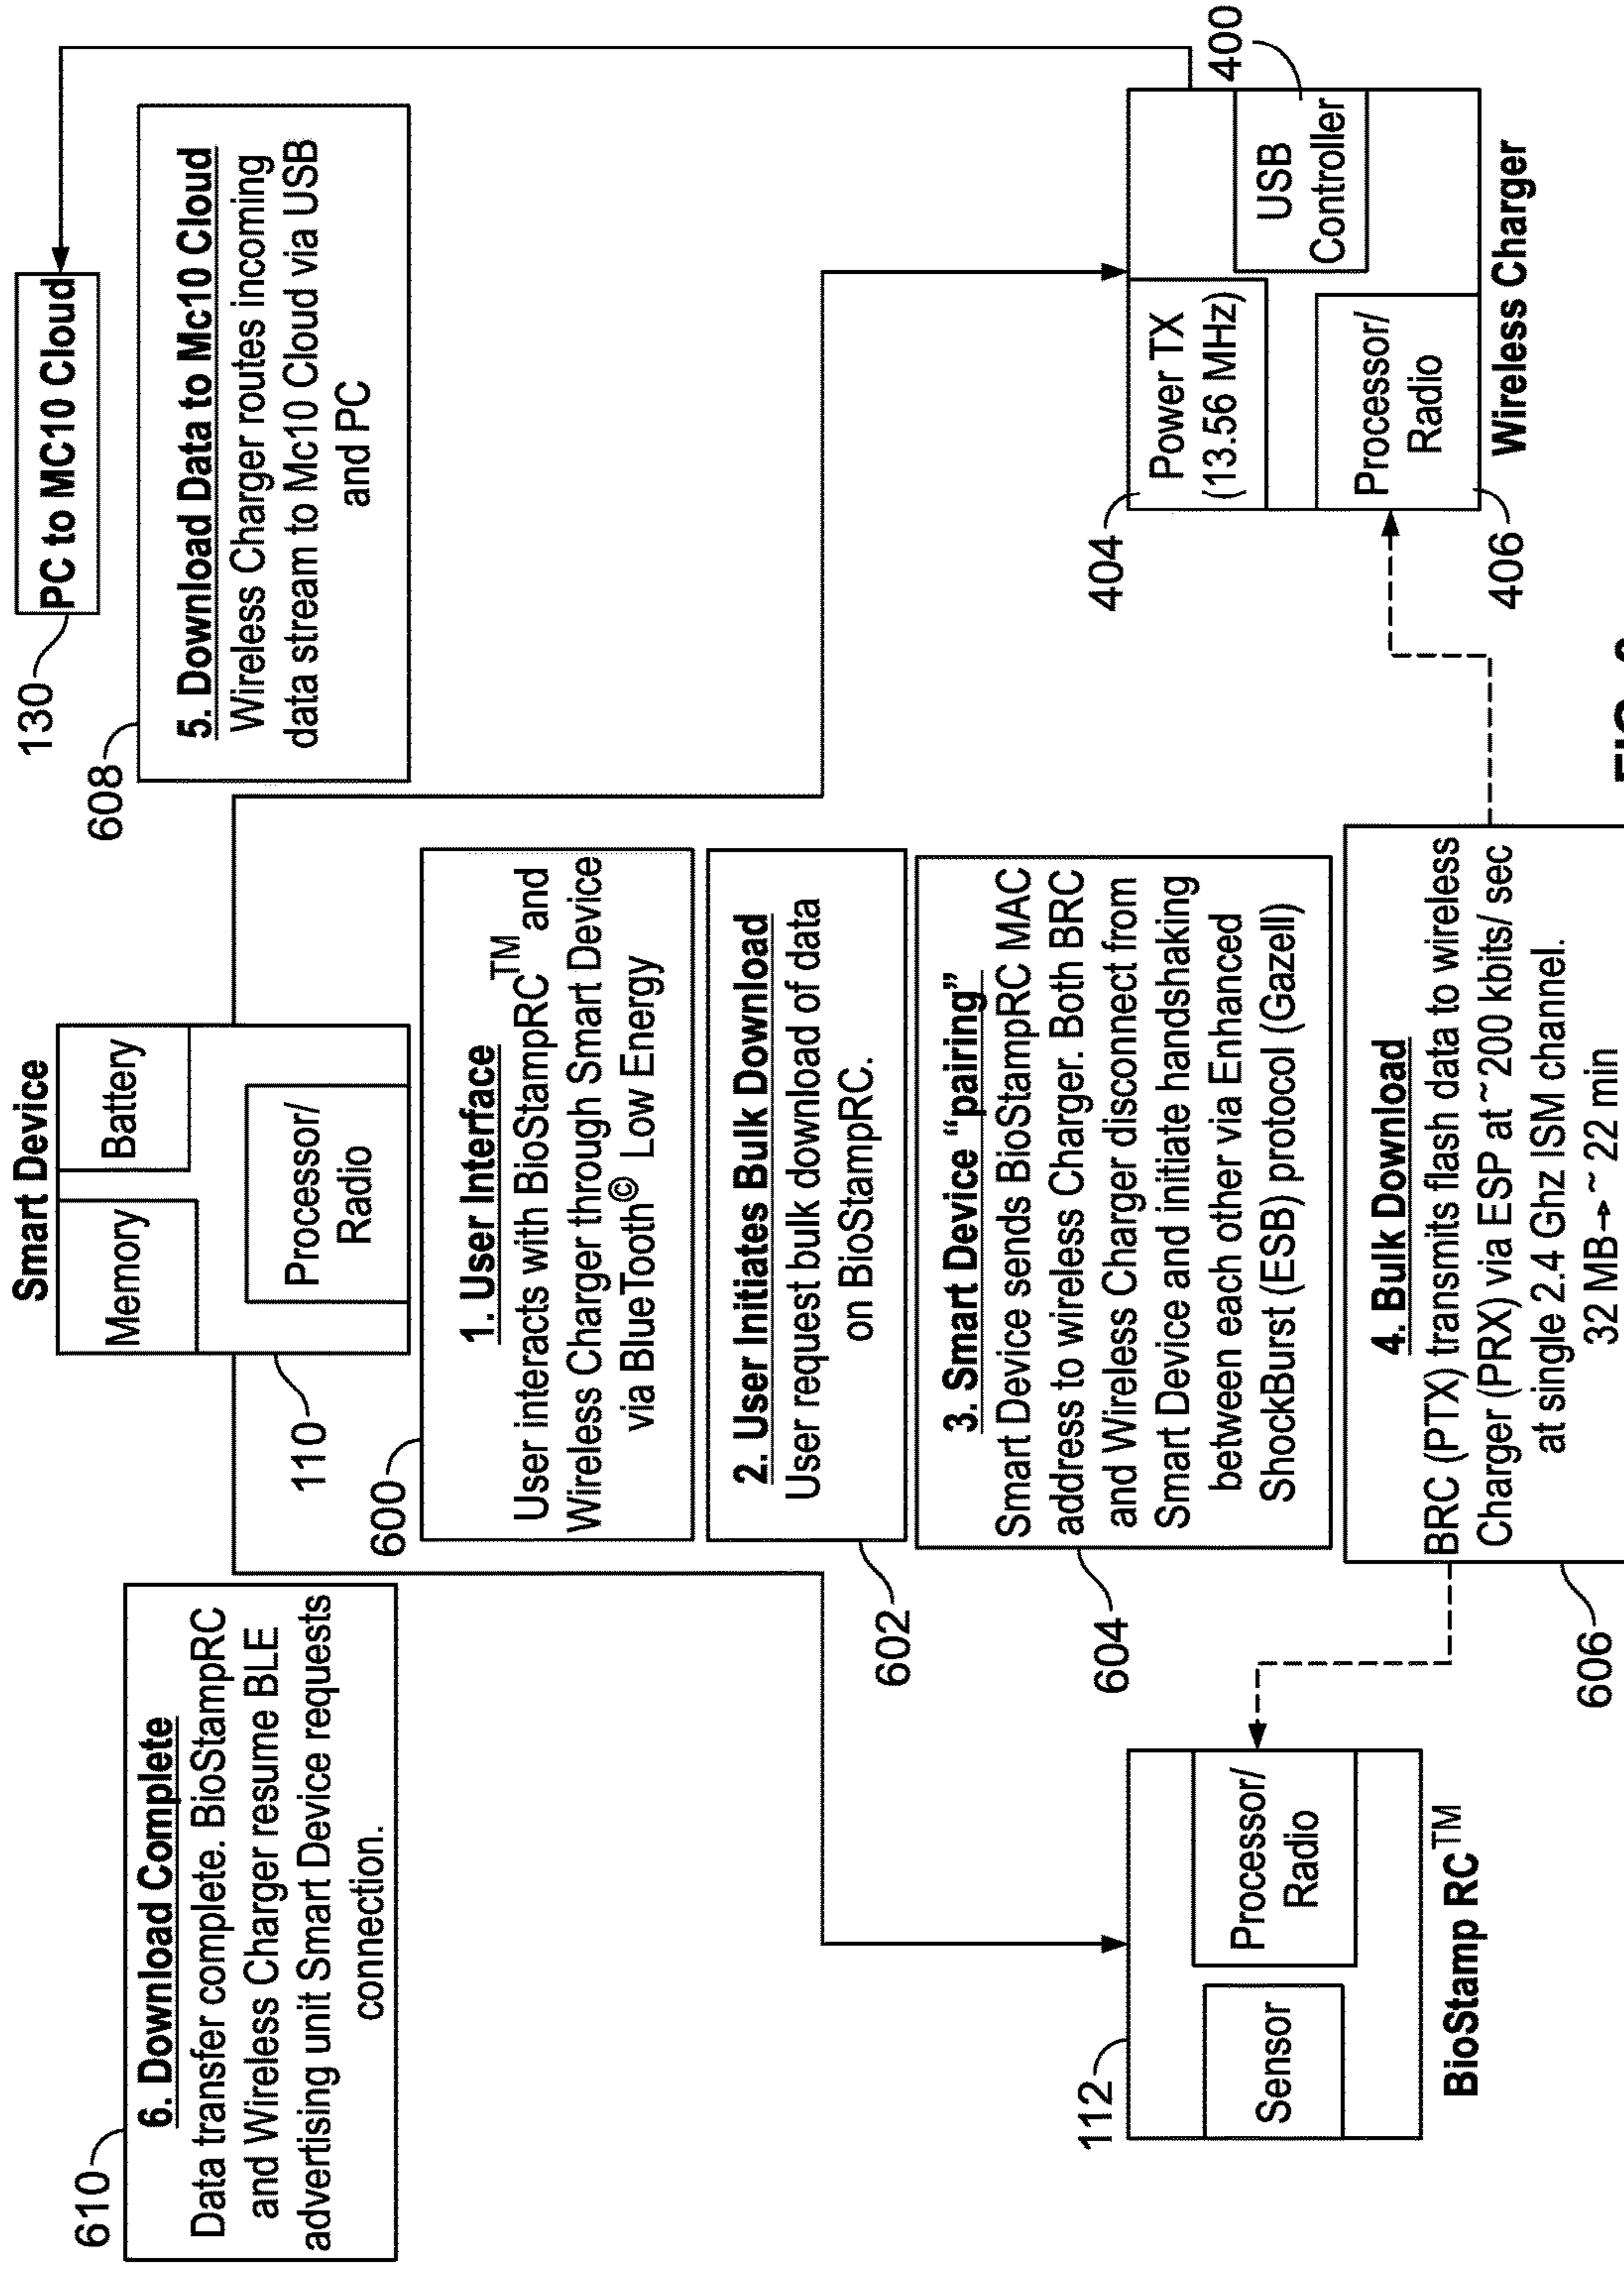 610
6. Download Complete
Data transfer complete. BioStampRC
and Wireless Charger resume BLE
advertising unit Smart Device requests
connection.
Smart Device
Memory
Battery
Processor/
Radio
110
130
PC to MC10 Cloud
608
5. Download Data to Mc10 Cloud
Wireless Charger routes incoming
data stream to Mc10 Cloud via USB
and PC
600
1. User Interface
User interacts with BioStampRC™ and
Wireless Charger through Smart Device
via BlueTooth© Low Energy
602
2. User Initiates Bulk Download
User request bulk download of data
on BioStampRC.
604
3. Smart Device “pairing”
Smart Device sends BioStampRC MAC
address to wireless Charger. Both BRC
and Wireless Charger disconnect from
Smart Device and initiate handshaking
between each other via Enhanced
ShockBurst (ESB) protocol (Gazell)
606
4. Bulk Download
BRC (PTX) transmits flash data to wireless
Charger (PRX) via ESP at ~ 200 kbits/ sec
at single 2.4 Ghz ISM channel.
32 MB→ ~ 22 min
112
Sensor
Processor/
Radio
BioStamp RC™
404
Power TX
(13.56 MHz)
USB
Controller
400
Processor/
Radio
406
Wireless Charger